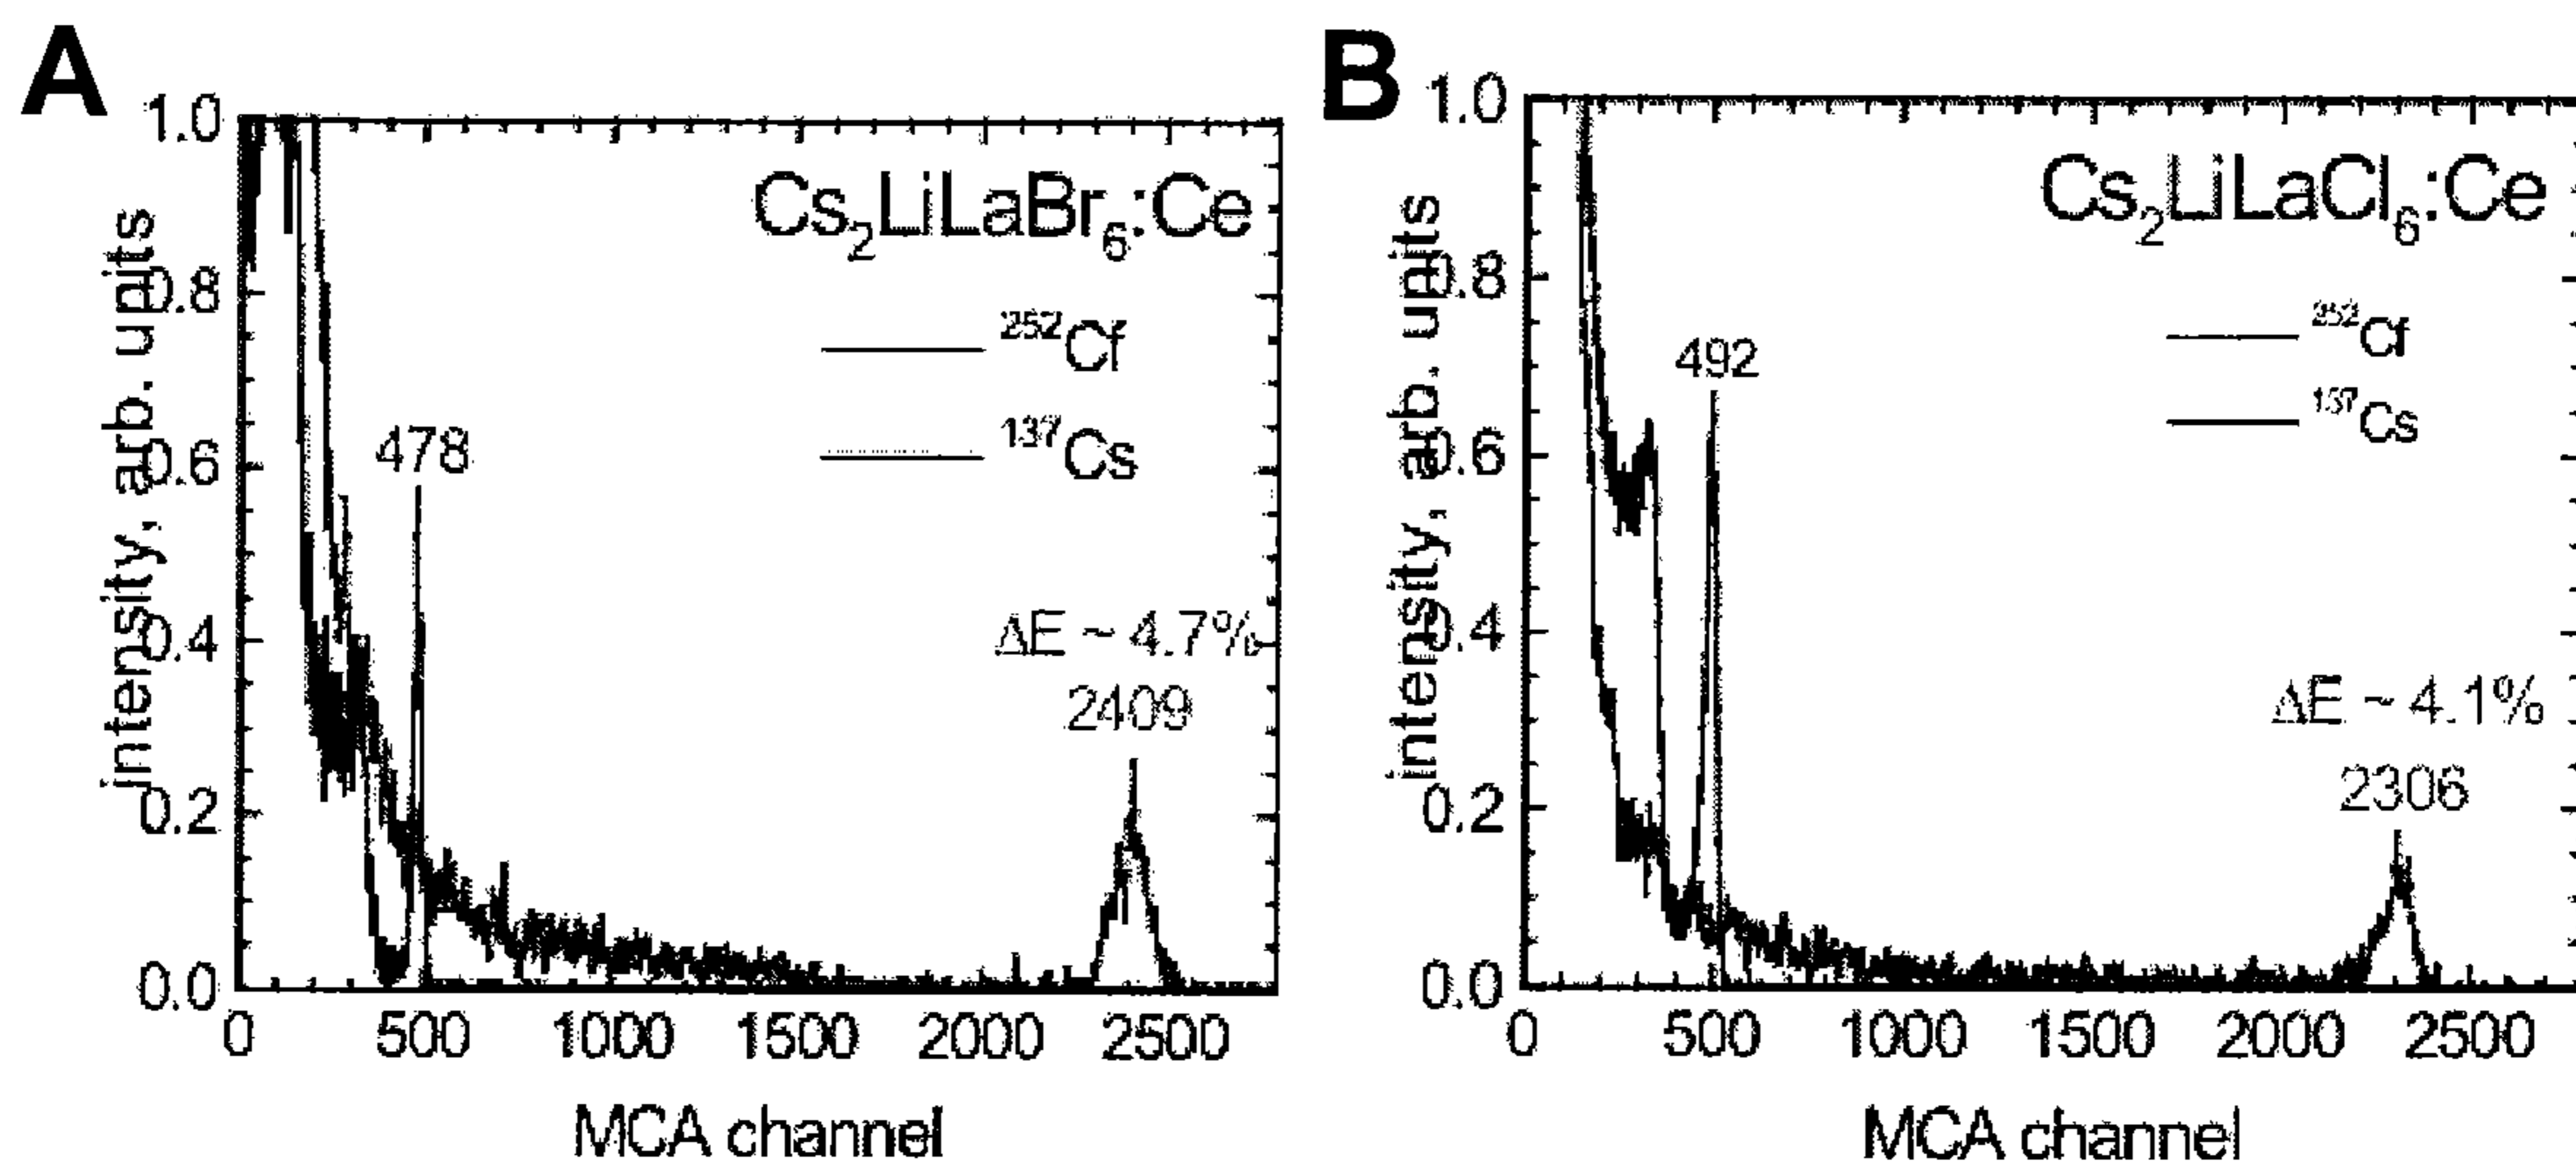 A
1.0
Cs₂LiLaBr₆:Ce
0.8
²⁵²Cf
¹³⁷Cs
478
0.6
ΔE ~ 4.7%
0.4
2409
0.2
0.0
0 500 1000 1500 2000 2500
intensity, arb. units
MCA channel
B
1.0
Cs₂LiLaCl₆:Ce
0.8
²⁵²Cf
492
¹³⁷Cs
0.6
0.4
ΔE ~ 4.1%
2306
0.2
0.0
0 500 1000 1500 2000 2500
intensity, arb. units
MCA channel